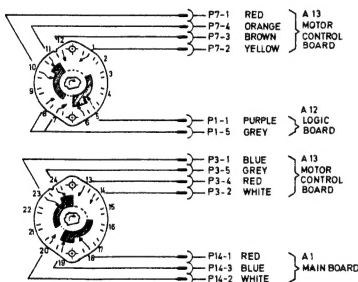 P7-1 RED
P7-4 ORANGE
P7-3 BROWN
P7-2 YELLOW
A 13
MOTOR
CONTROL
BOARD
12
11
1
10
2
3
9
4
8
5
7
6
P1-1 PURPLE
P1-5 GREY
A 12
LOGIC
BOARD
P3-1 BLUE
P3-5 GREY
P3-4 RED
P3-2 WHITE
A 13
MOTOR
CONTROL
BOARD
24
13
23
14
22
15
21
16
20
17
19
18
P14-1 RED
P14-3 BLUE
P14-2 WHITE
A 1
MAIN BOARD